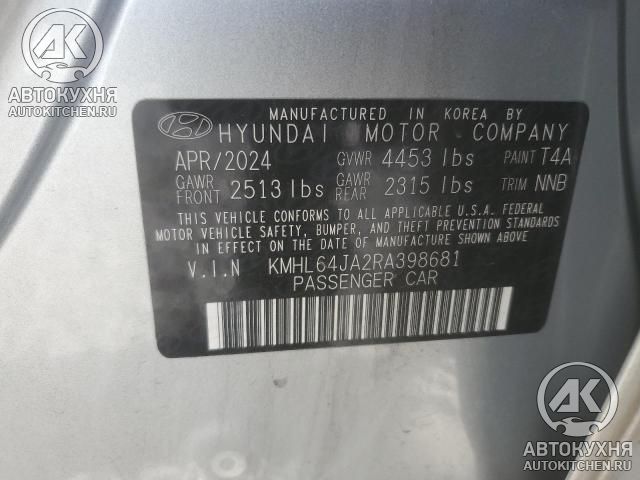 АВТОКУХНЯ
AUTOKITCHEN.RU
MANUFACTURED IN KOREA BY
HYUNDAI MOTOR COMPANY
APR/2024 GVWR 4453 lbs PAINT T4A
GAWR FRONT 2513 lbs GAWR REAR 2315 lbs TRIM NNB
THIS VEHICLE CONFORMS TO ALL APPLICABLE U.S.A. FEDERAL
MOTOR VEHICLE SAFETY, BUMPER, AND THEFT PREVENTION STANDARDS
IN EFFECT ON THE DATE OF MANUFACTURE SHOWN ABOVE.
V.I.N KMHL64JA2RA398681
PASSENGER CAR
АК
АВТОКУХНЯ
AUTOKITCHEN.RU